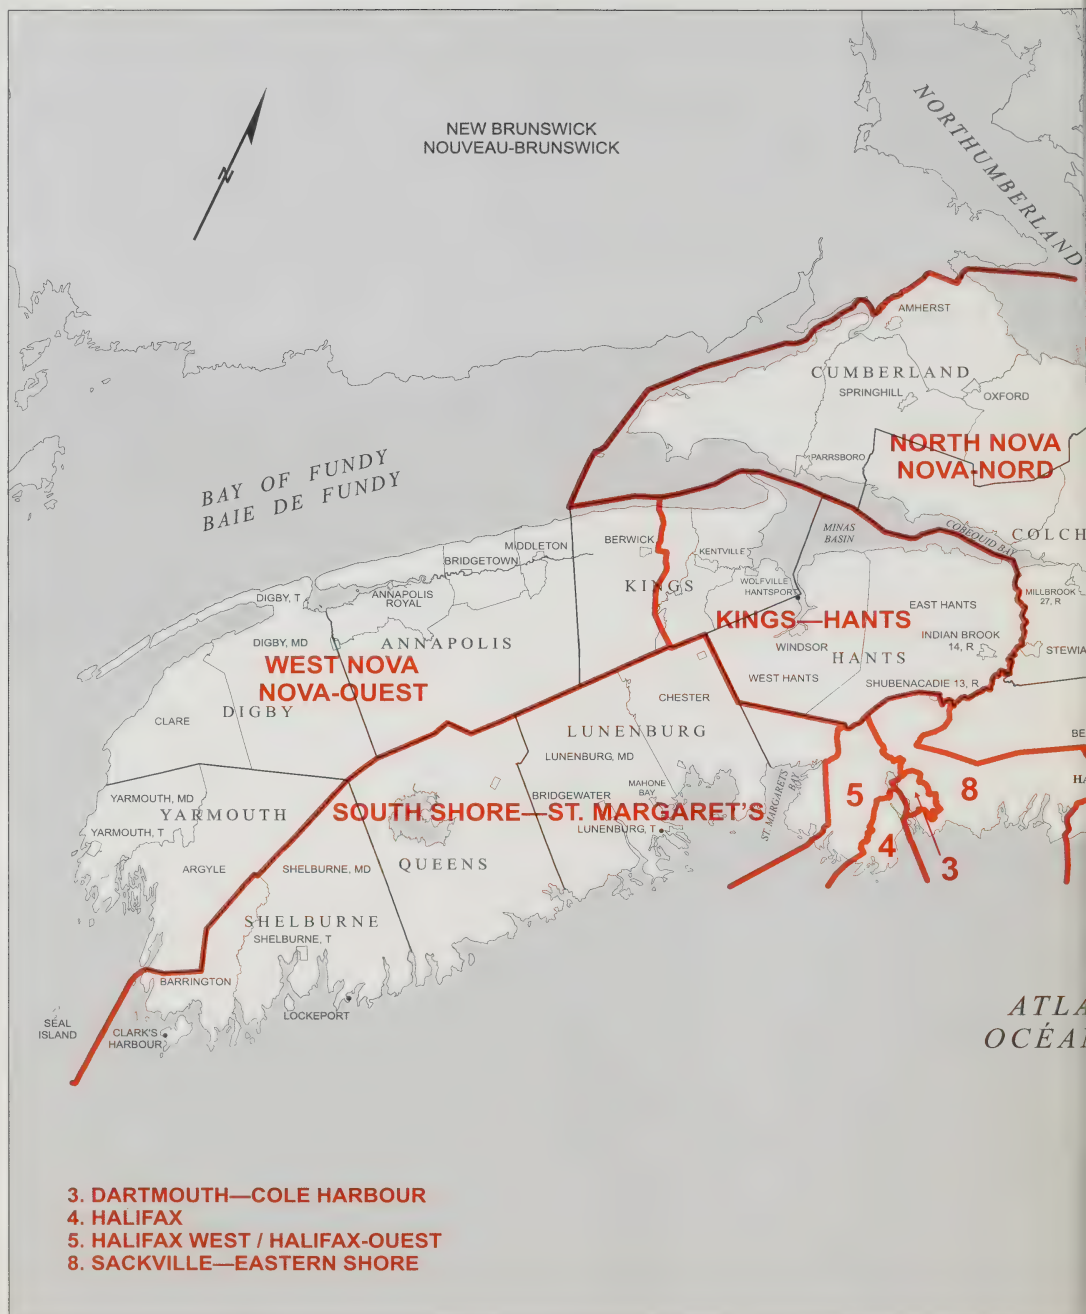 NEW BRUNSWICK
NOUVEAU-BRUNSWICK
N
NORTHUMBERLAND
AMHERST
CUMBERLAND
SPRINGHILL
OXFORD
NORTH NOVA
NOVA-NORD
PARRSBORO
BAY OF FUNDY
BAIE DE FUNDY
MINAS
BASIN
COBEQUID BAY
COLCH
MIDDLETON
BERWICK
BRIDGETOWN
KENTVILLE
KINGS
WOLFVILLE
HANTSPORT
MILLBROOK
27, R
DIGBY, T
ANNAPOLIS
ROYAL
EAST HANTS
KINGS—HANTS
DIGBY, MD
ANNAPOLIS
INDIAN BROOK
14, R
WINDSOR
HANTS
STEWIA
WEST NOVA
NOVA-OUEST
WEST HANTS
SHUBENACADIE 13, R
CHESTER
DIGBY
CLARE
LUNENBURG
BE
LUNENBURG, MD
HA
YARMOUTH, MD
YARMOUTH
BRIDGEWATER
MAHONE
BAY
ST. MARGARETS
BAY
5
8
SOUTH SHORE—ST. MARGARET'S
YARMOUTH, T
LUNENBURG, T
4
3
ARGYLE
SHELBURNE, MD
QUEENS
SHELBURNE
SHELBURNE, T
BARRINGTON
LOCKEPORT
SEAL
ISLAND
CLARK'S
HARBOUR
ATLA
OCÉAN
3. DARTMOUTH—COLE HARBOUR
4. HALIFAX
5. HALIFAX WEST / HALIFAX-OUEST
8. SACKVILLE—EASTERN SHORE